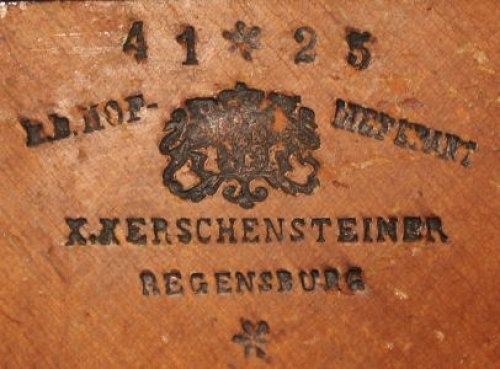 41*25
K.B.HOF- LIEFERANT
X.KERSCHENSTEINER
REGENSBURG
*